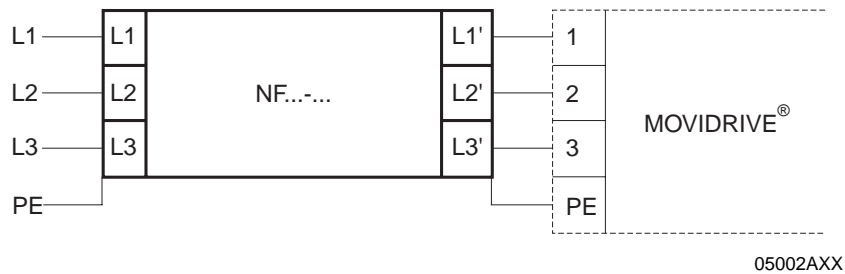 L1 L1 L1' 1
L2 L2 NF...-... L2' 2 MOVIDRIVE®
L3 L3 L3' 3
PE PE
05002AXX